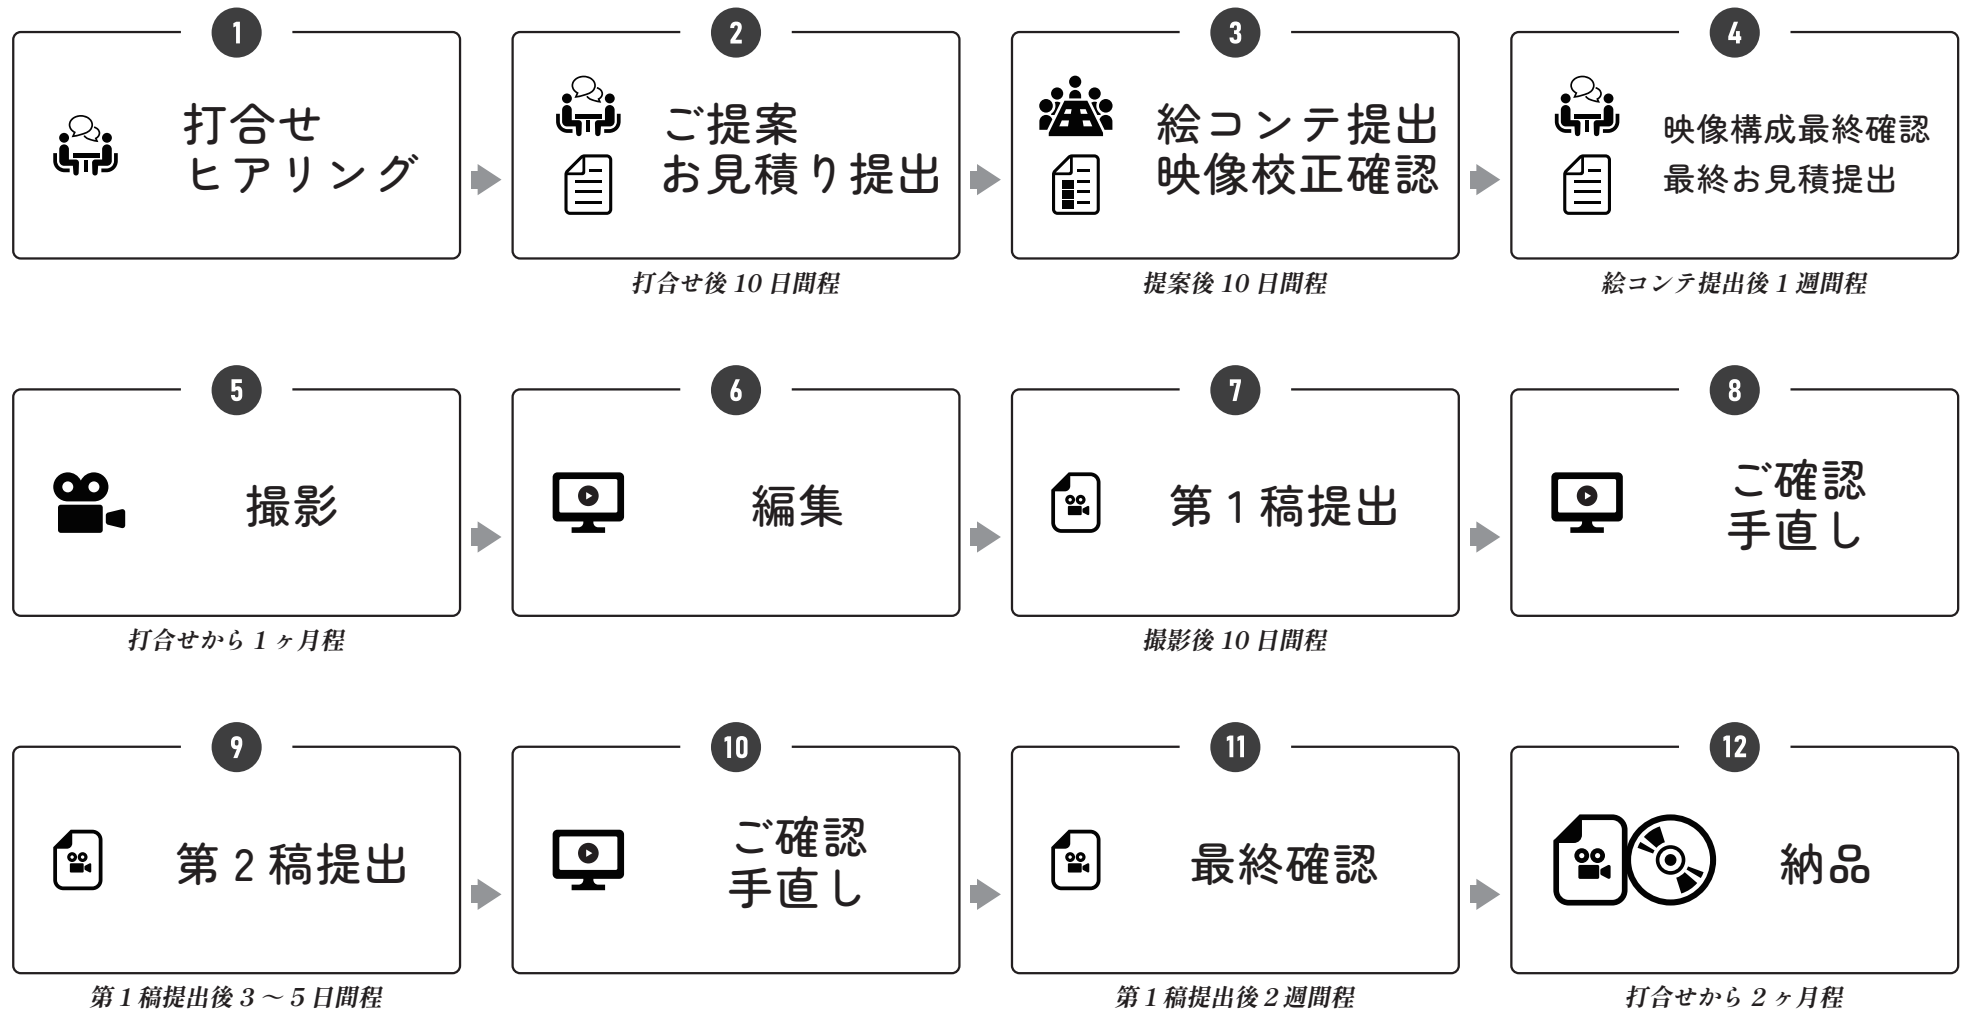 1
打合せ
ヒアリング
2
ご提案
お見積り提出
打合せ後 10 日間程
3
絵コンテ提出
映像校正確認
提案後 10 日間程
4
映像構成最終確認
最終お見積提出
絵コンテ提出後 1 週間程
5
撮影
打合せから 1 ヶ月程
6
編集
7
第 1 稿提出
撮影後 10 日間程
8
ご確認
手直し
9
第 2 稿提出
第 1 稿提出後 3 〜 5 日間程
10
ご確認
手直し
11
最終確認
第 1 稿提出後 2 週間程
12
納品
打合せから 2 ヶ月程